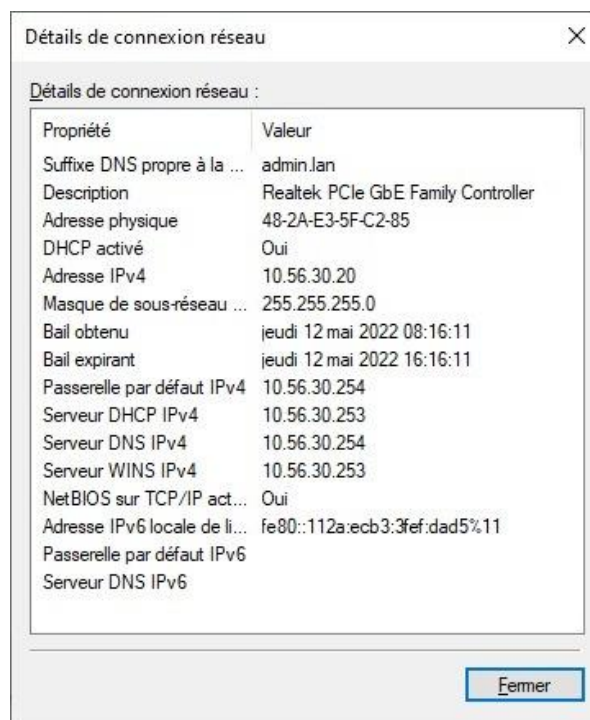 Détails de connexion réseau
Détails de connexion réseau :
Propriété Valeur
Suffixe DNS propre à la ... admin.lan
Description Realtek PCIe GbE Family Controller
Adresse physique 48-2A-E3-5F-C2-85
DHCP activé Oui
Adresse IPv4 10.56.30.20
Masque de sous-réseau ... 255.255.255.0
Bail obtenu jeudi 12 mai 2022 08:16:11
Bail expirant jeudi 12 mai 2022 16:16:11
Passerelle par défaut IPv4 10.56.30.254
Serveur DHCP IPv4 10.56.30.253
Serveur DNS IPv4 10.56.30.254
Serveur WINS IPv4 10.56.30.253
NetBIOS sur TCP/IP act... Oui
Adresse IPv6 locale de li... fe80::112a:ecb3:3fef:dad5%11
Passerelle par défaut IPv6
Serveur DNS IPv6
Fermer